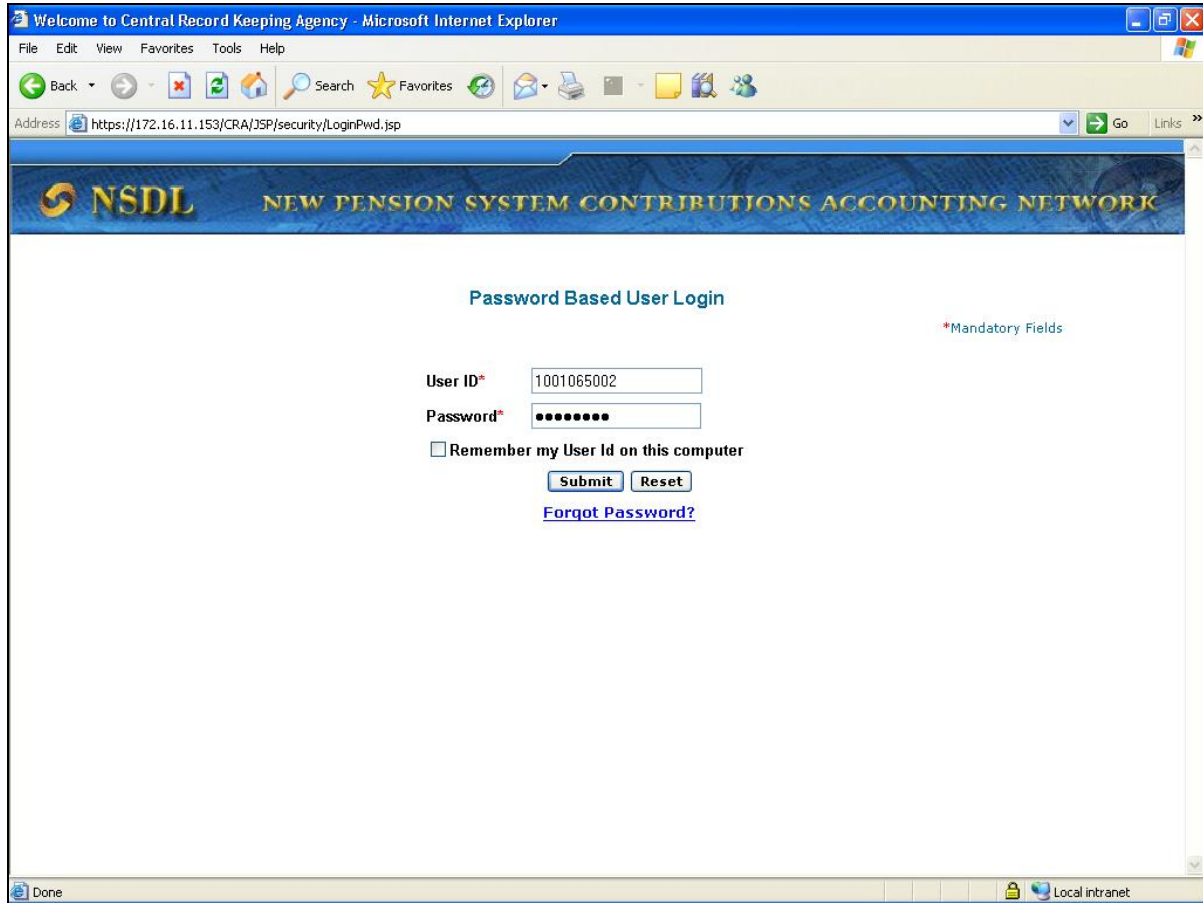 Welcome to Central Record Keeping Agency - Microsoft Internet Explorer
File Edit View Favorites Tools Help
Back Search Favorites
Address https://172.16.11.153/CRA/JSP/security/LoginPwd.jsp Go Links »
NSDL NEW PENSION SYSTEM CONTRIBUTIONS ACCOUNTING NETWORK
Password Based User Login
*Mandatory Fields
User ID* 1001065002
Password* ••••••••
Remember my User Id on this computer
Submit Reset
Forgot Password?
Done Local intranet